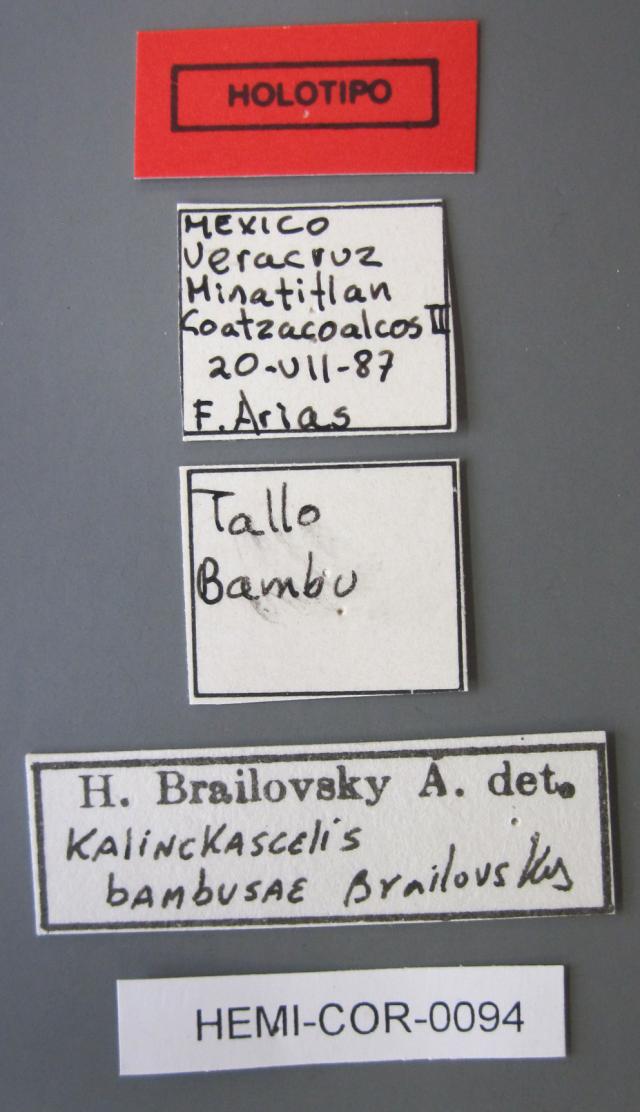 HOLOTIPO
MEXICO
Veracruz
Minatitlan
Coatzacoalcos III
20-VII-87
F. Arias
Tallo
Bambu
H. Brailovsky A. det.
KAlINcKAscelis
bAMbusAE Brailovsky
HEMI-COR-0094